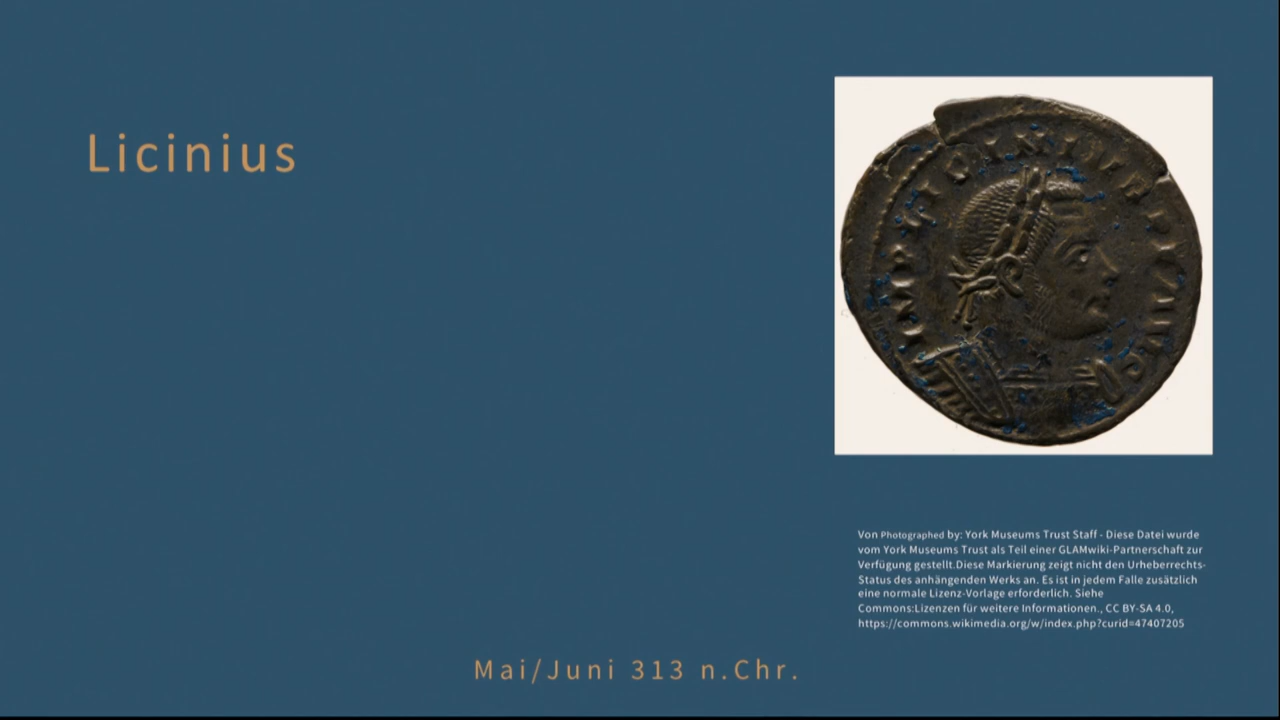 Licinius
IMP LICINIUS P F AUG
Von Photographed by: York Museums Trust Staff - Diese Datei wurde
vom York Museums Trust als Teil einer GLAMwiki-Partnerschaft zur
Verfügung gestellt.Diese Markierung zeigt nicht den Urheberrechts-
Status des anhängenden Werks an. Es ist in jedem Falle zusätzlich
eine normale Lizenz-Vorlage erforderlich. Siehe
Commons:Lizenzen für weitere Informationen., CC BY-SA 4.0,
https://commons.wikimedia.org/w/index.php?curid=47407205
Mai/Juni 313 n.Chr.